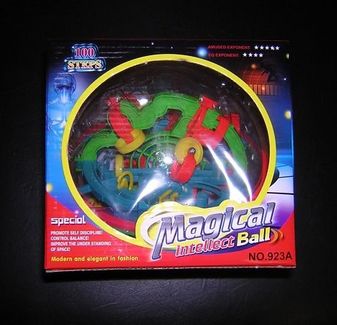 100
STEPS
AMUSED EXPONENT ★★★★★
EQ EXPONENT ★★★★
special
PROMOTE SELF DISCIPLINE!
CONTROL BALANCE!
IMPROVE THE UNDER STANDING
OF SPACE!
Modern and elegant in fashion
Magical
intellect Ball
NO.923A